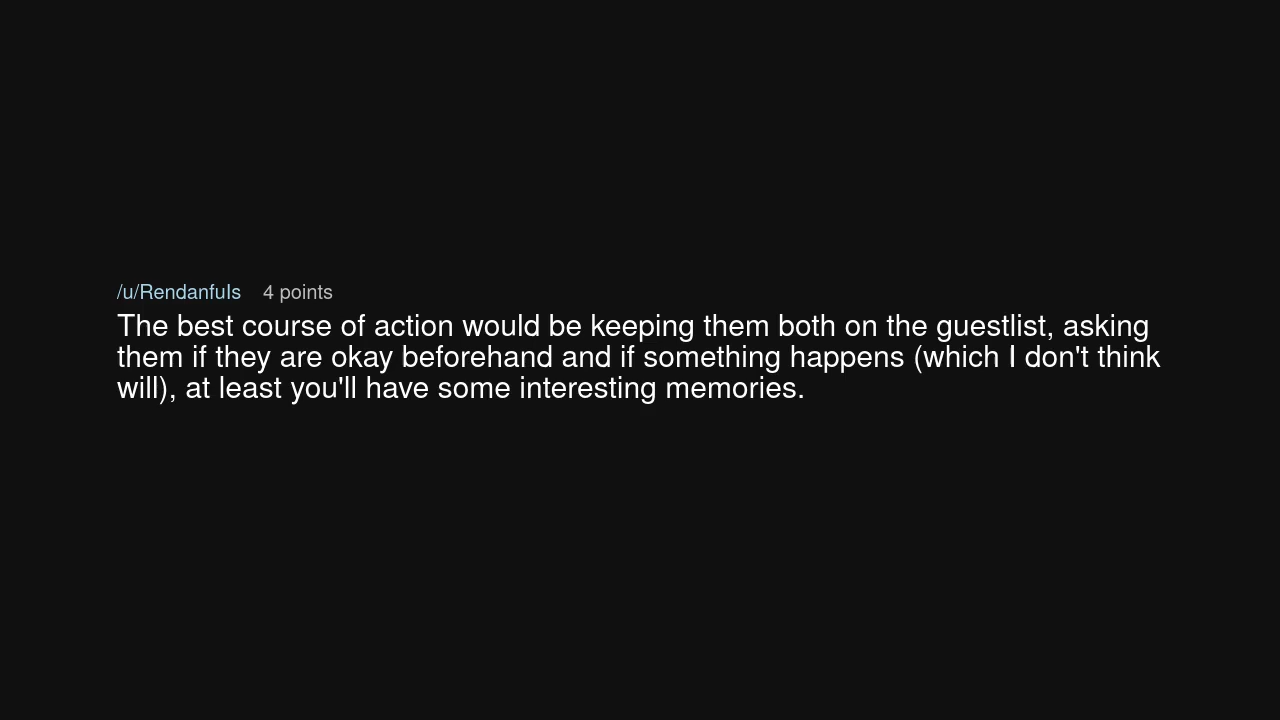 /u/Rendanfuls 4 points
The best course of action would be keeping them both on the guestlist, asking
them if they are okay beforehand and if something happens (which I don't think
will), at least you'll have some interesting memories.